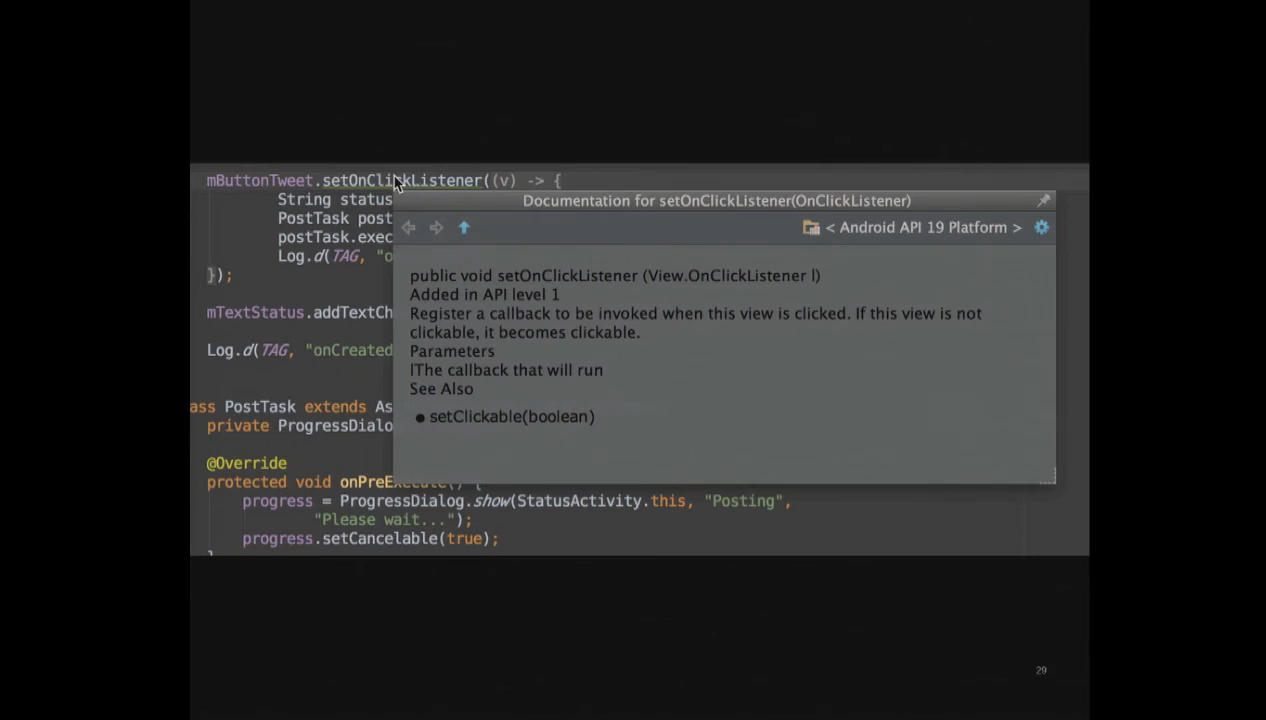 mButtonTweet.setOnClickListener((v) -> {
String status
PostTask post
postTask.exec
Log.d(TAG, "o
});
mTextStatus.addTextCh
Log.d(TAG, "onCreated
ass PostTask extends As
private ProgressDialo
@Override
protected void onPreExecute() {
progress = ProgressDialog.show(StatusActivity.this, "Posting",
"Please wait...");
progress.setCancelable(true);
Documentation for setOnClickListener(OnClickListener)
< Android API 19 Platform >
public void setOnClickListener (View.OnClickListener l)
Added in API level 1
Register a callback to be invoked when this view is clicked. If this view is not
clickable, it becomes clickable.
Parameters
lThe callback that will run
See Also
● setClickable(boolean)
29